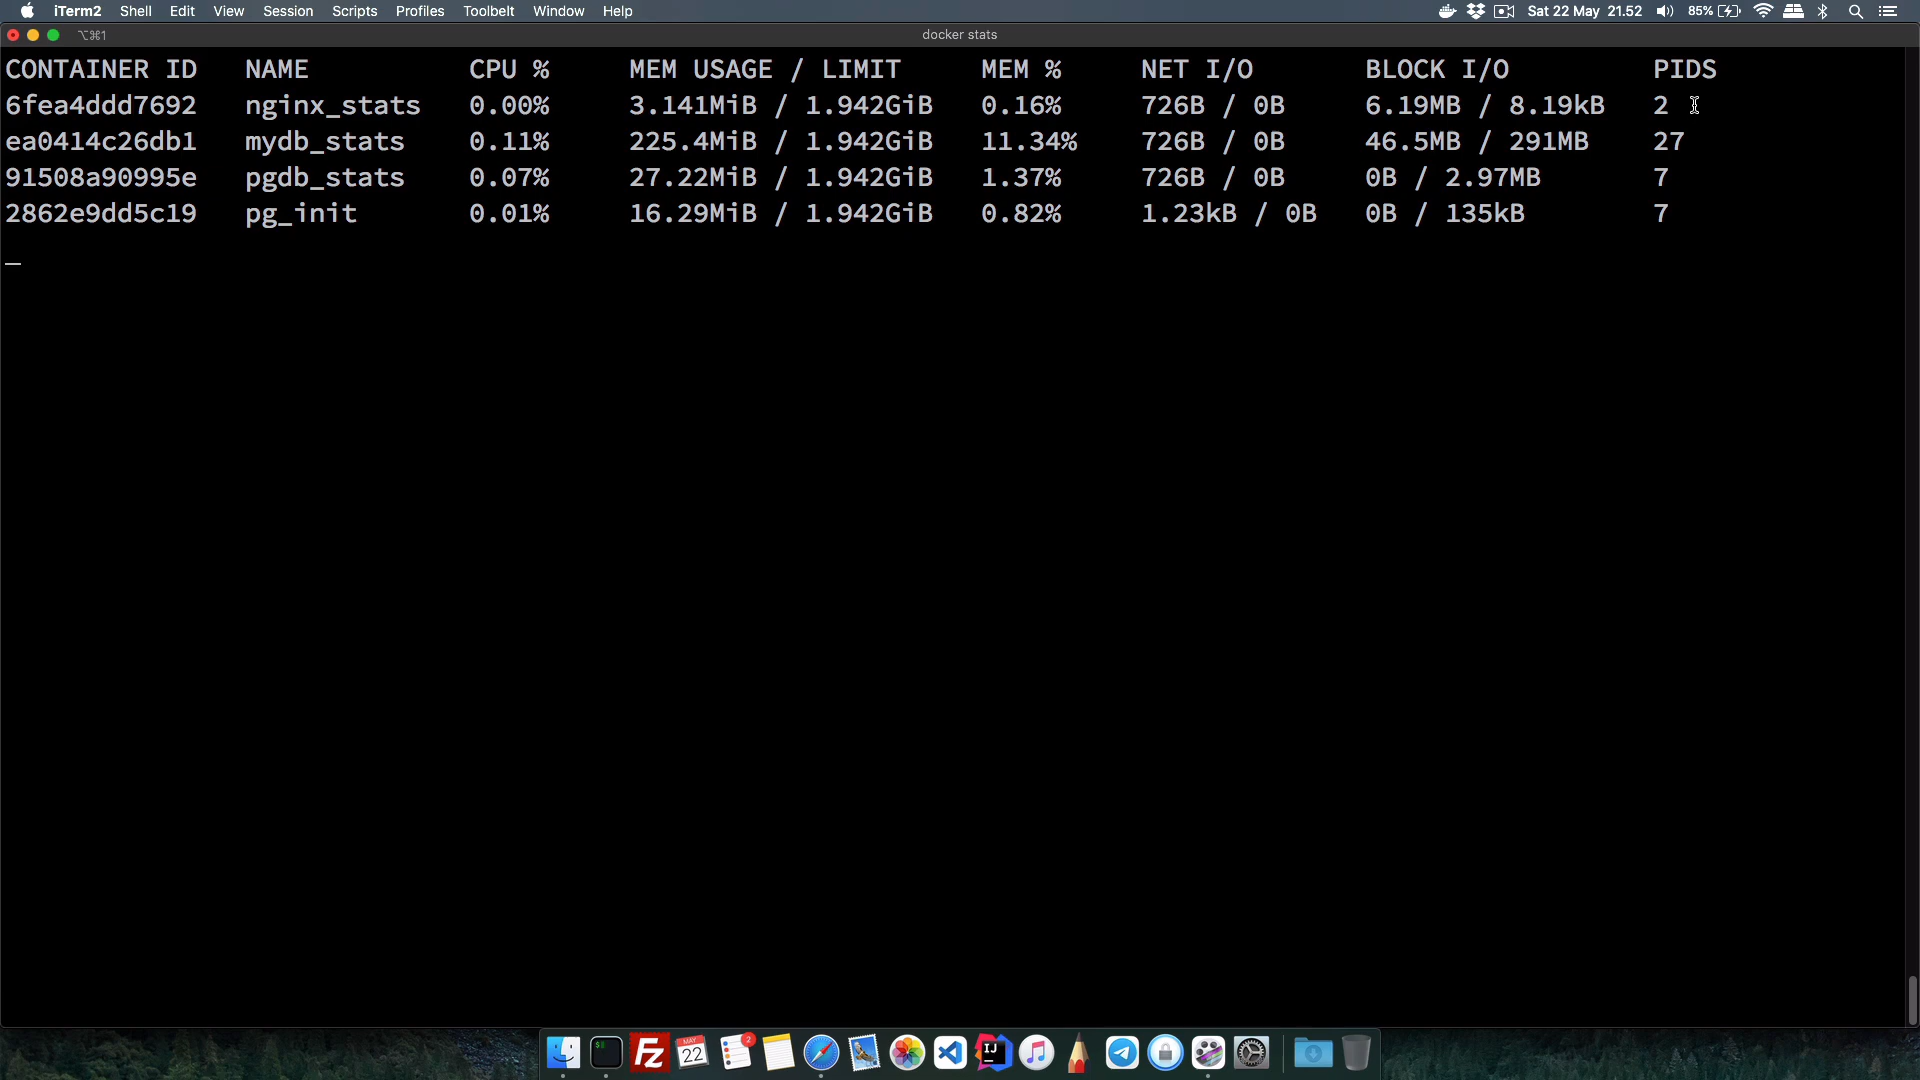 iTerm2 Shell Edit View Session Scripts Profiles Toolbelt Window Help Sat 22 May 21.52 85%
⌥⌘1 docker stats
CONTAINER ID NAME CPU % MEM USAGE / LIMIT MEM % NET I/O BLOCK I/O PIDS
6fea4ddd7692 nginx_stats 0.00% 3.141MiB / 1.942GiB 0.16% 726B / 0B 6.19MB / 8.19kB 2
ea0414c26db1 mydb_stats 0.11% 225.4MiB / 1.942GiB 11.34% 726B / 0B 46.5MB / 291MB 27
91508a90995e pgdb_stats 0.07% 27.22MiB / 1.942GiB 1.37% 726B / 0B 0B / 2.97MB 7
2862e9dd5c19 pg_init 0.01% 16.29MiB / 1.942GiB 0.82% 1.23kB / 0B 0B / 135kB 7
_
$ FZ MAY 22 2 IJ